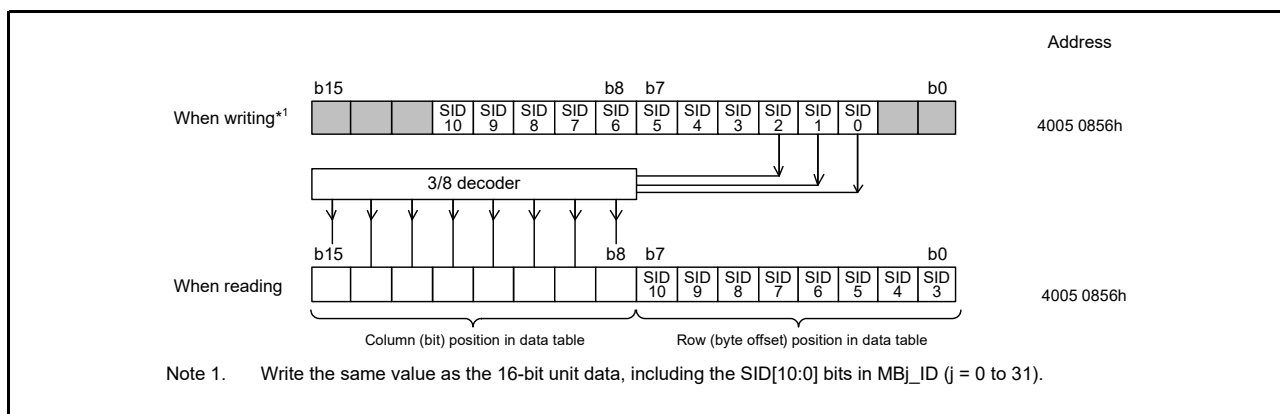 Address
b15 b8 b7 b0
When writing*1 SID 10 SID 9 SID 8 SID 7 SID 6 SID 5 SID 4 SID 3 SID 2 SID 1 SID 0 4005 0856h
3/8 decoder
b15 b8 b7 b0
When reading SID 10 SID 9 SID 8 SID 7 SID 6 SID 5 SID 4 SID 3 4005 0856h
Column (bit) position in data table Row (byte offset) position in data table
Note 1. Write the same value as the 16-bit unit data, including the SID[10:0] bits in MBj_ID (j = 0 to 31).